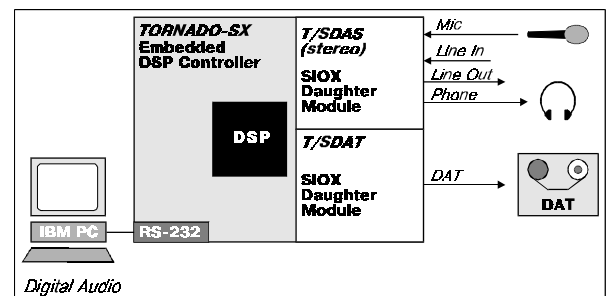 TORNADO-SX
Embedded
DSP Controller
DSP
T/SDAS
(stereo)
SIOX
Daughter
Module
T/SDAT
SIOX
Daughter
Module
Mic
Line In
Line Out
Phone
DAT
DAT
IBM PC
RS-232
Digital Audio